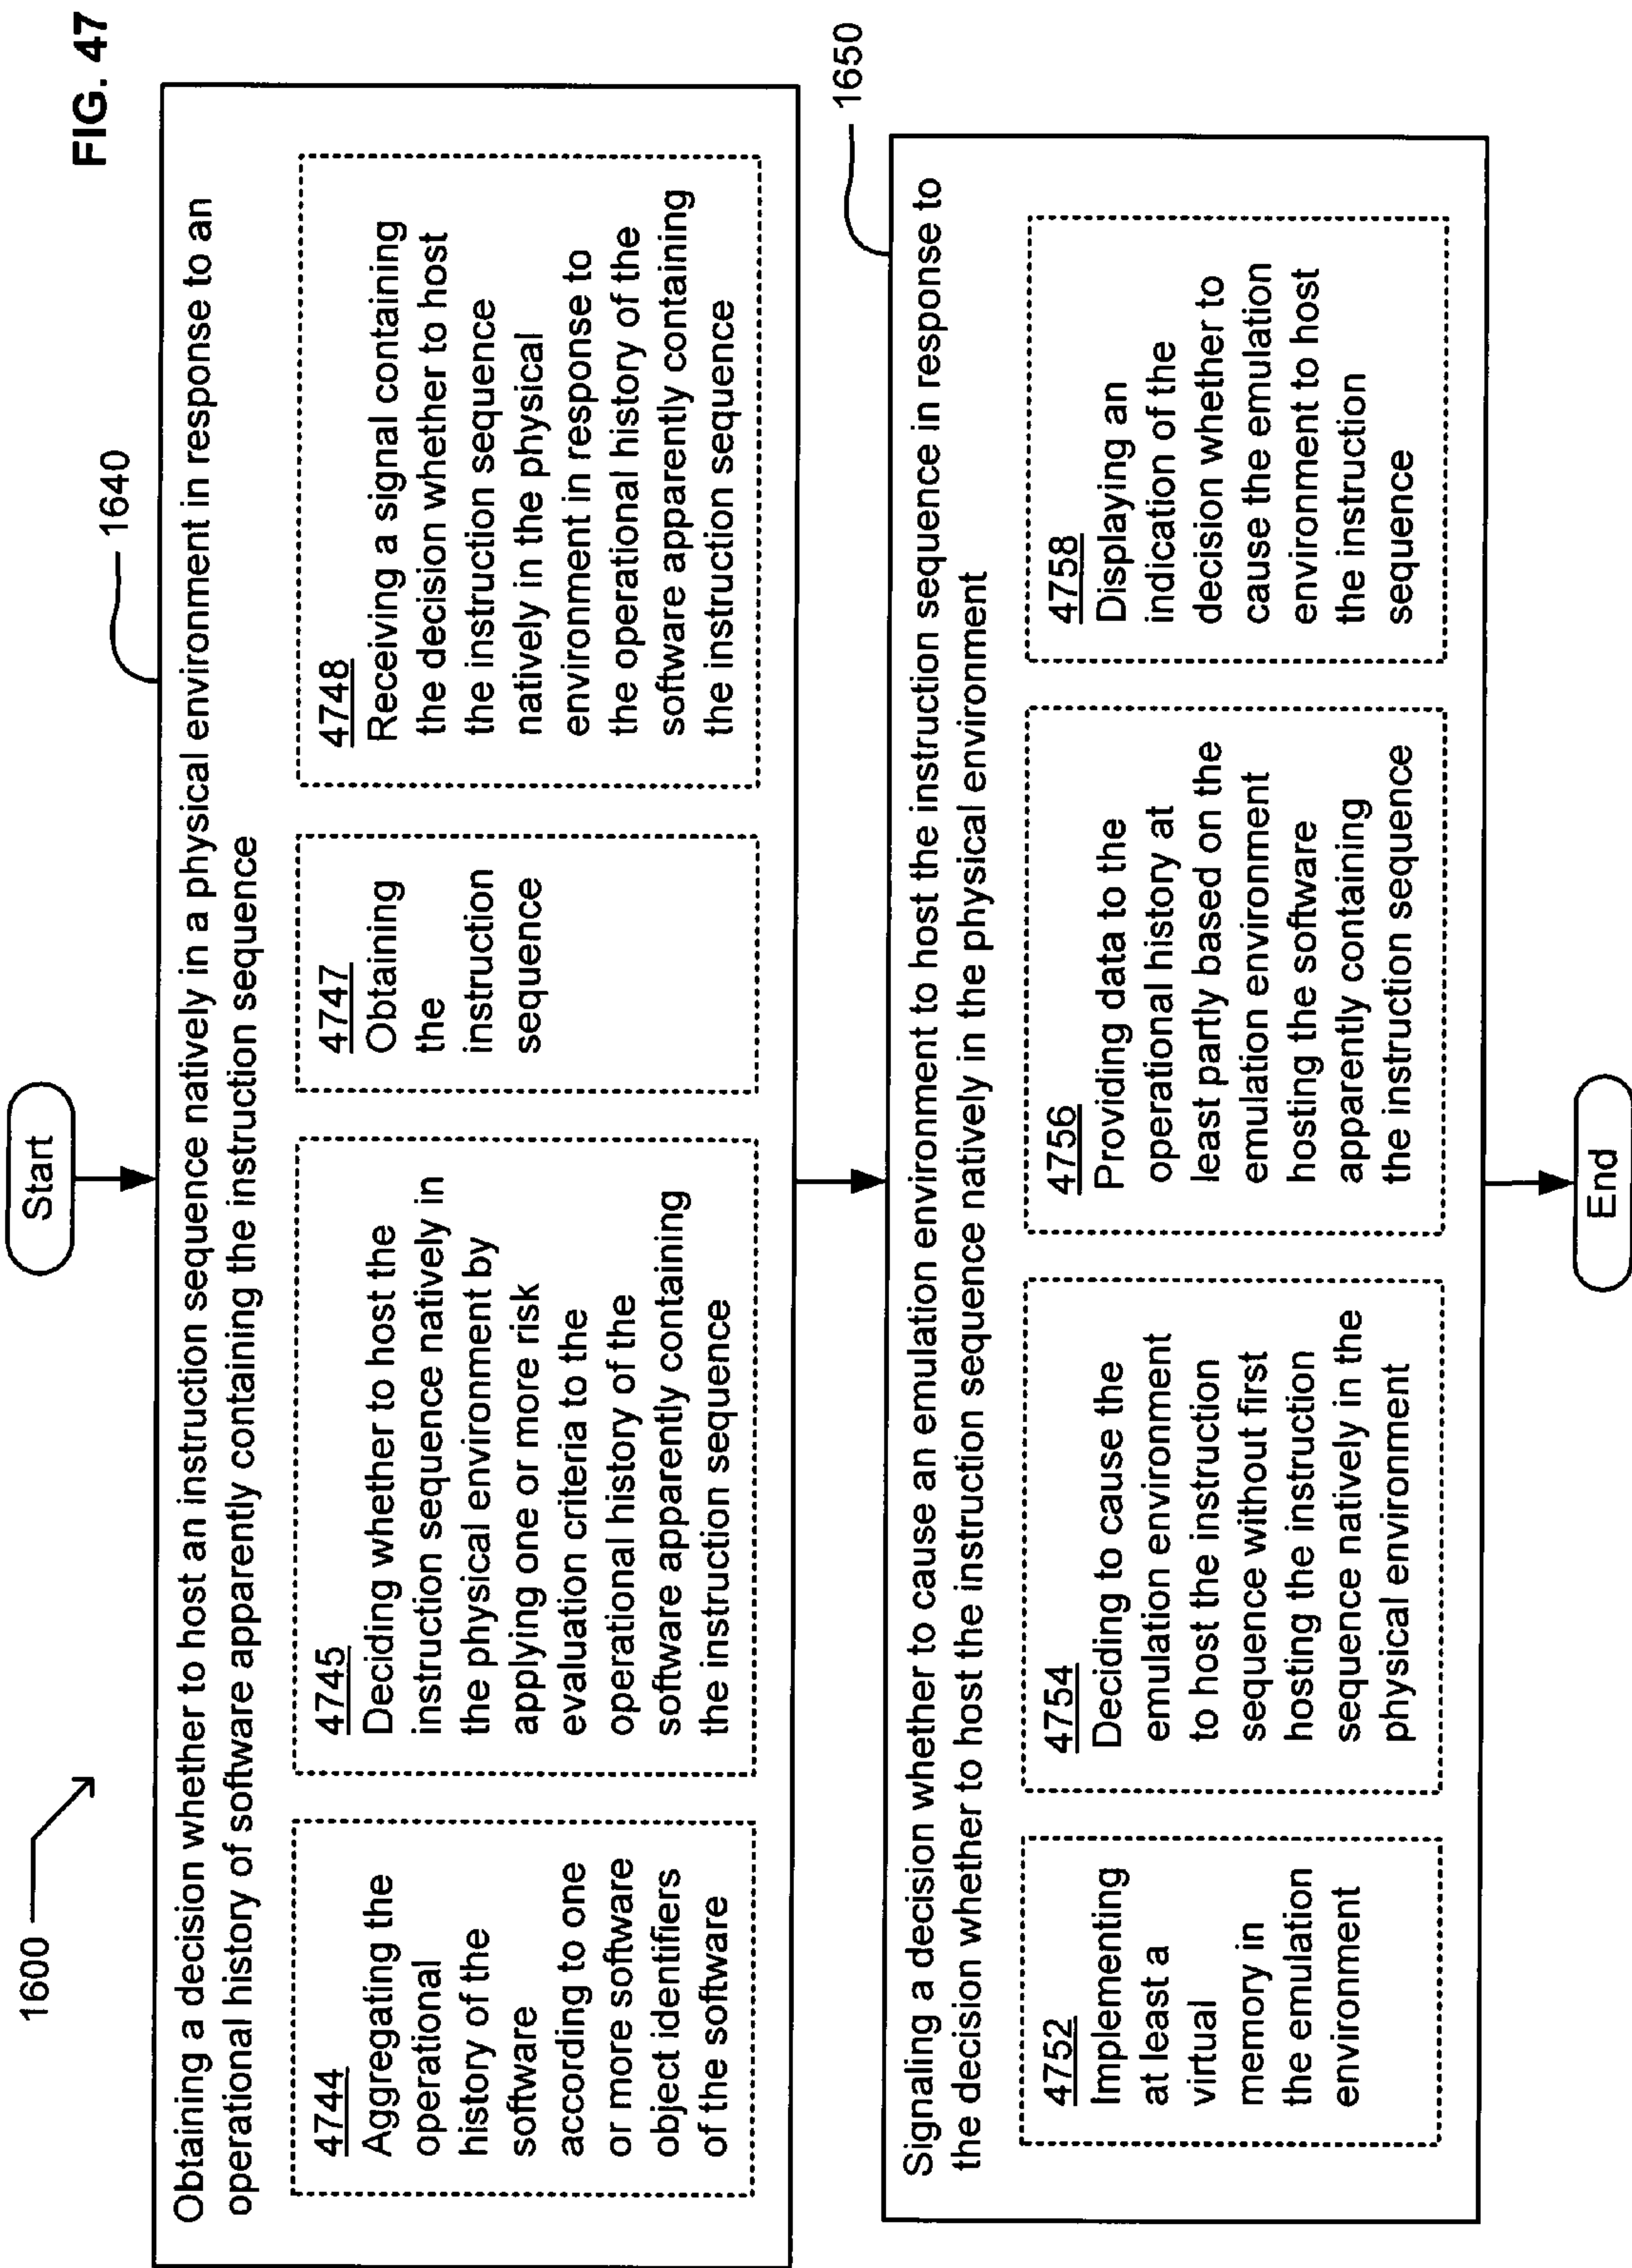 FIG. 47
1600
Start
1640
Obtaining a decision whether to host an instruction sequence natively in a physical environment in response to an
operational history of software apparently containing the instruction sequence
4744
Aggregating the
operational
history of the
software
according to one
or more software
object identifiers
of the software
4745
Deciding whether to host the
instruction sequence natively in
the physical environment by
applying one or more risk
evaluation criteria to the
operational history of the
software apparently containing
the instruction sequence
4747
Obtaining
the
instruction
sequence
4748
Receiving a signal containing
the decision whether to host
the instruction sequence
natively in the physical
environment in response to
the operational history of the
software apparently containing
the instruction sequence
1650
Signaling a decision whether to cause an emulation environment to host the instruction sequence in response to
the decision whether to host the instruction sequence natively in the physical environment
4752
Implementing
at least a
virtual
memory in
the emulation
environment
4754
Deciding to cause the
emulation environment
to host the instruction
sequence without first
hosting the instruction
sequence natively in the
physical environment
4756
Providing data to the
operational history at
least partly based on the
emulation environment
hosting the software
apparently containing
the instruction sequence
4758
Displaying an
indication of the
decision whether to
cause the emulation
environment to host
the instruction
sequence
End